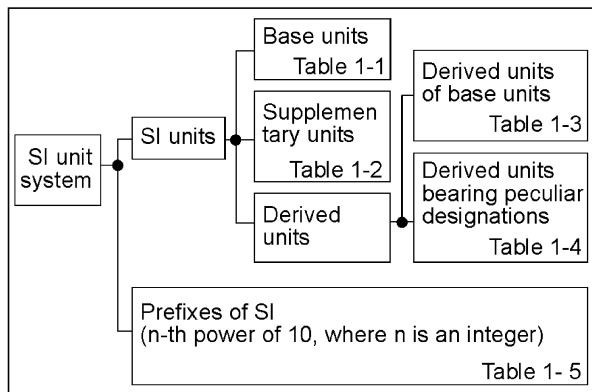 SI unit
system
SI units
Base units
Table 1-1
Supplemen
tary units
Table 1-2
Derived
units
Derived units
of base units
Table 1-3
Derived units
bearing peculiar
designations
Table 1-4
Prefixes of SI
(n-th power of 10, where n is an integer)
Table 1- 5